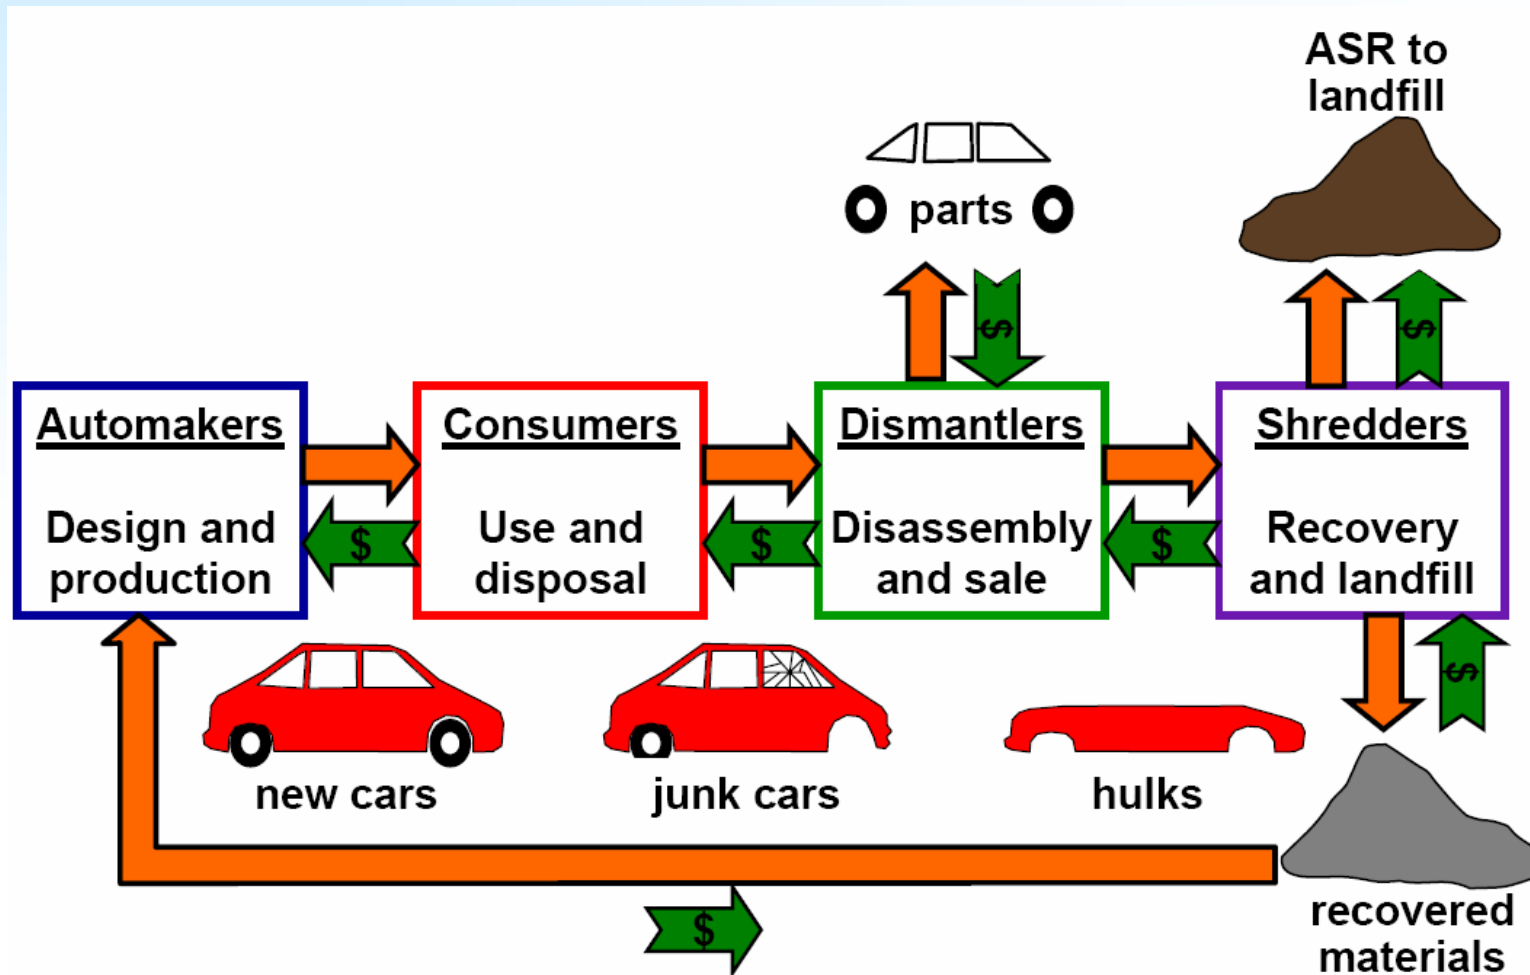 ASR to
landfill
parts
$
$
Automakers
Design and
production
$
Consumers
Use and
disposal
$
Dismantlers
Disassembly
and sale
$
Shredders
Recovery
and landfill
$
new cars
junk cars
hulks
$
recovered
materials